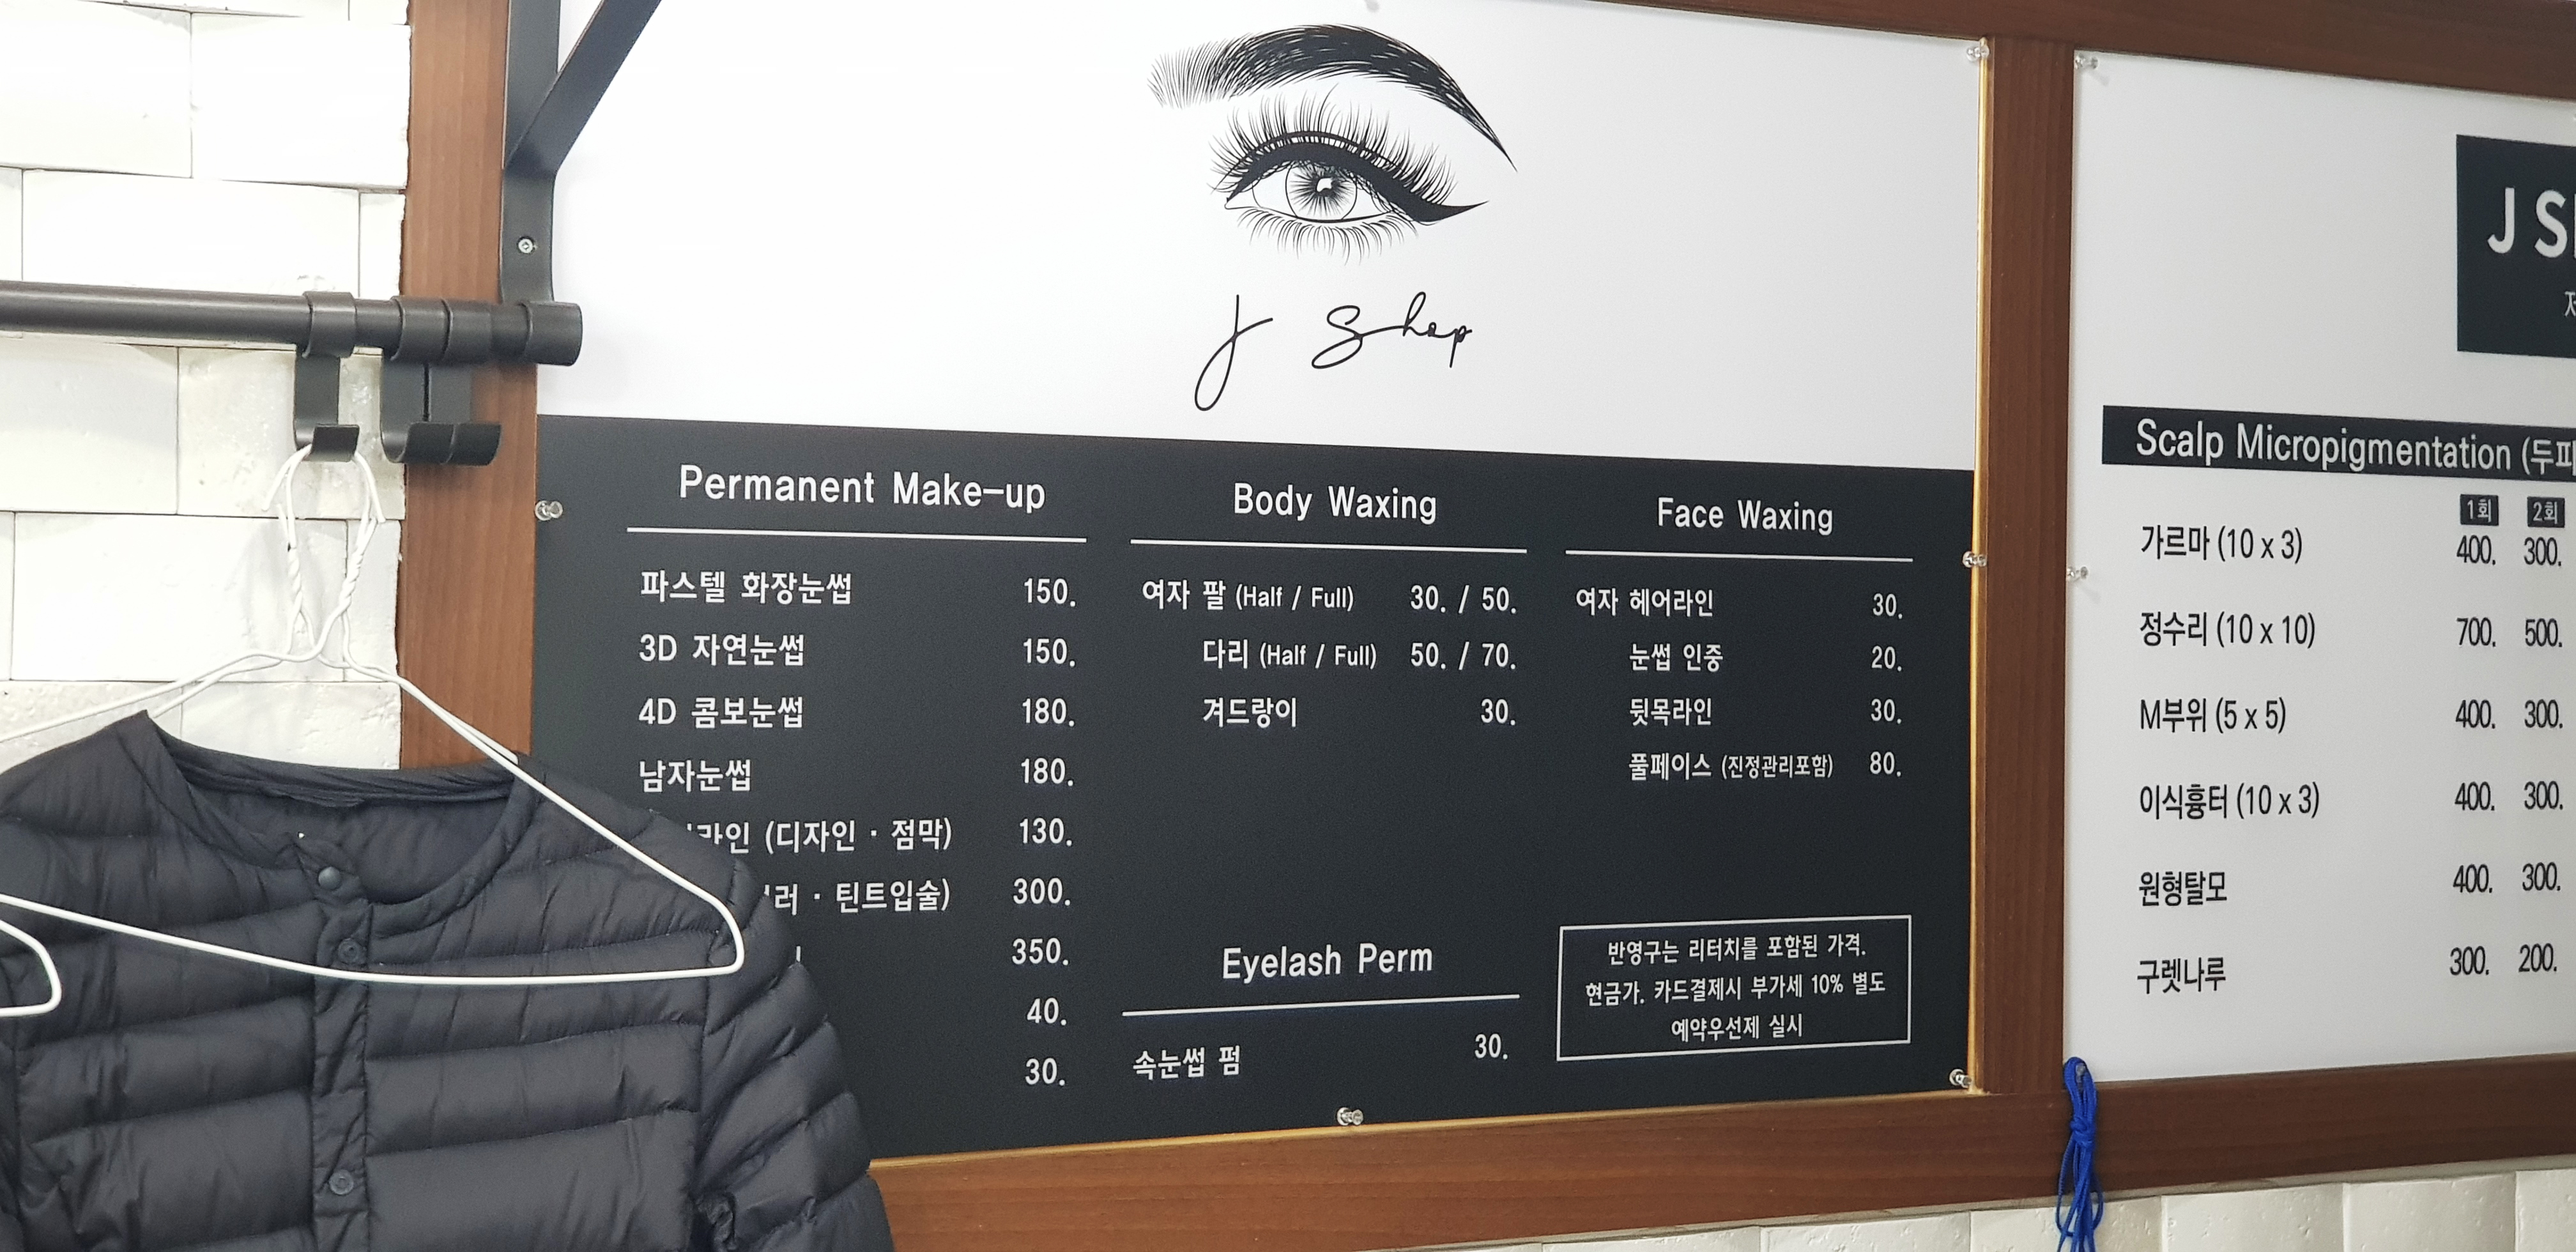 J Shop
Permanent Make-up
파스텔 화장눈썹 150.
3D 자연눈썹 150.
4D 콤보눈썹 180.
남자눈썹 180.
(디자인 · 점막) 130.
틴트입술) 300.
350.
40.
30.
Body Waxing
여자 팔 (Half / Full) 30. / 50.
다리 (Half / Full) 50. / 70.
겨드랑이 30.
Eyelash Perm
속눈썹 펌 30.
Face Waxing
여자 헤어라인 30.
눈썹 인중 20.
뒷목라인 30.
풀페이스 (진정관리포함) 80.
반영구는 리터치를 포함된 가격.
현금가. 카드결제시 부가세 10% 별도
예약우선제 실시
J
Scalp Micropigmentation
1회 2회
가르마 (10 x 3) 400. 300.
정수리 (10 x 10) 700. 500.
M부위 (5 x 5) 400. 300.
이식흉터 (10 x 3) 400. 300.
원형탈모 400. 300.
구렛나루 300. 200.